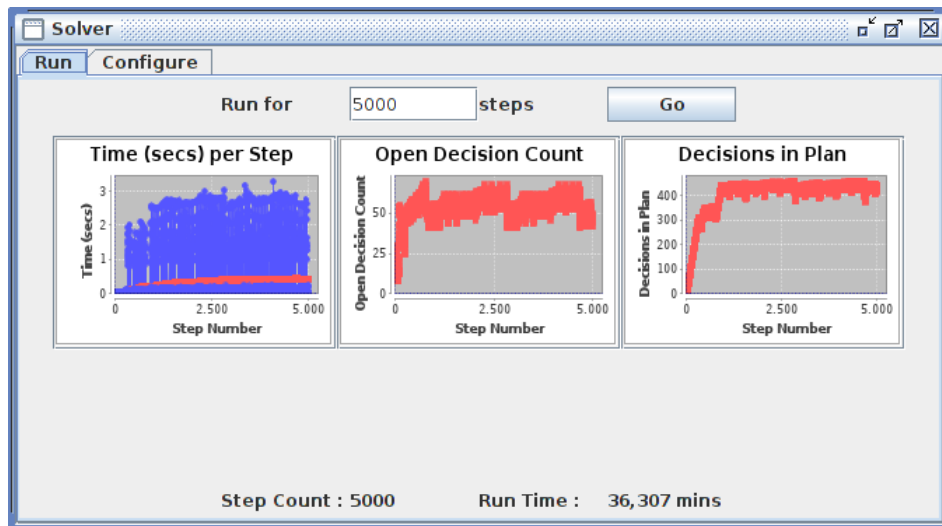 Solver
Run Configure
Run for 5000 steps Go
Time (secs) per Step
Time (secs)
3
2
1
0
0 2.500 5.000
Step Number
Open Decision Count
Open Decision Count
50
25
0
0 2.500 5.000
Step Number
Decisions in Plan
Decisions in Plan
400
300
200
100
0
0 2.500 5.000
Step Number
Step Count : 5000 Run Time : 36,307 mins